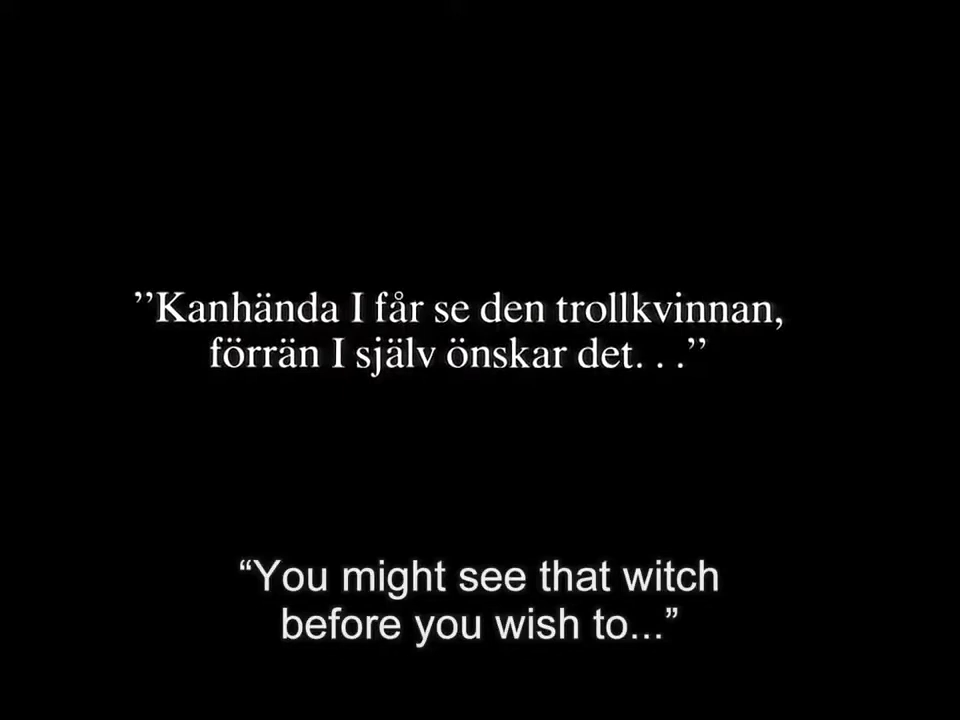 ”Kanhända I får se den trollkvinnan,
förrän I själv önskar det. . .”
“You might see that witch
before you wish to...”